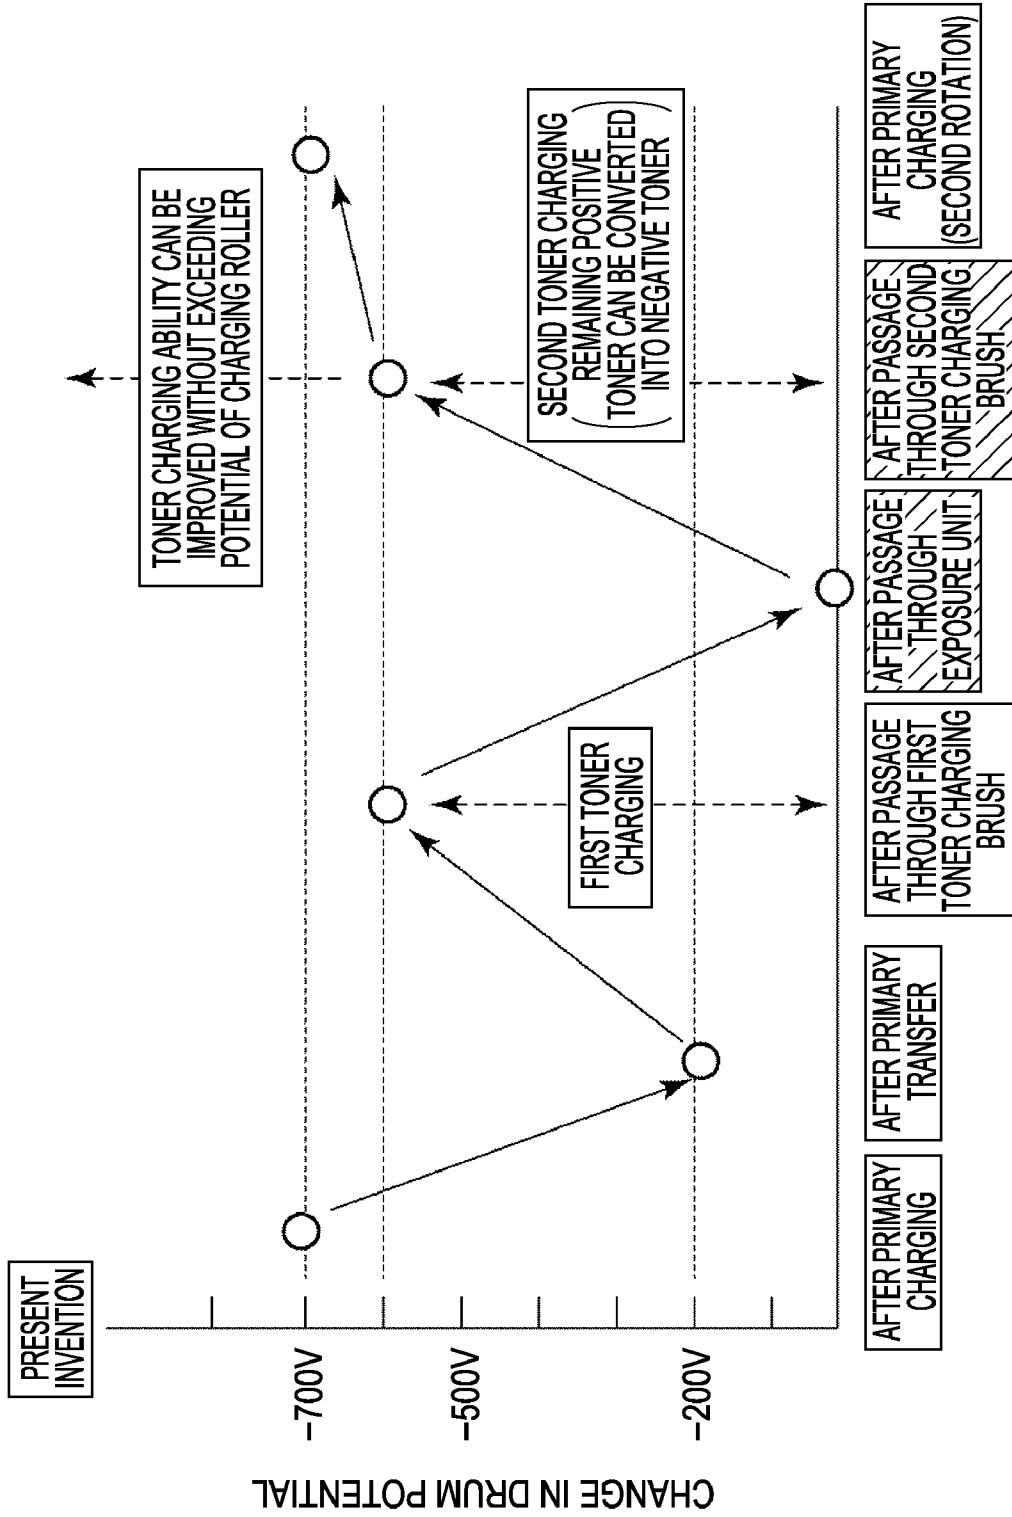 PRESENT
INVENTION
TONER CHARGING ABILITY CAN BE
IMPROVED WITHOUT EXCEEDING
POTENTIAL OF CHARGING ROLLER
CHANGE IN DRUM POTENTIAL
-700V
-500V
-200V
FIRST TONER
CHARGING
SECOND TONER CHARGING
REMAINING POSITIVE
TONER CAN BE CONVERTED
INTO NEGATIVE TONER
AFTER PRIMARY
CHARGING
AFTER PRIMARY
TRANSFER
AFTER PASSAGE
THROUGH FIRST
TONER CHARGING
BRUSH
AFTER PASSAGE
THROUGH
EXPOSURE UNIT
AFTER PASSAGE
THROUGH SECOND
TONER CHARGING
BRUSH
AFTER PRIMARY
CHARGING
(SECOND ROTATION)